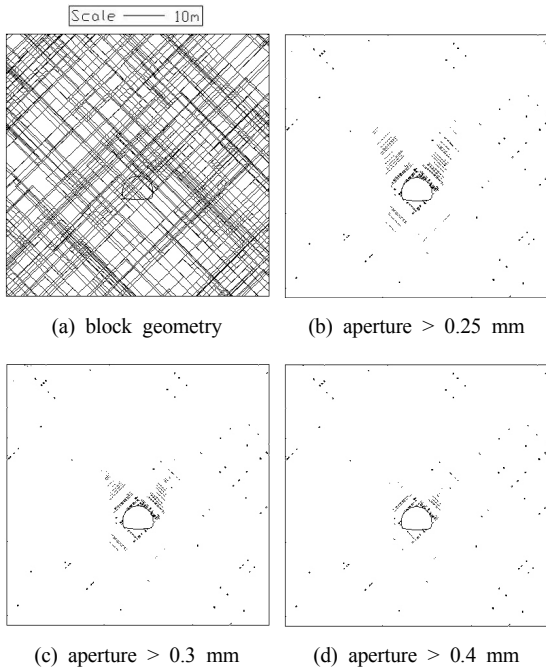 Scale 10m
(a) block geometry
(b) aperture > 0.25 mm
(c) aperture > 0.3 mm
(d) aperture > 0.4 mm